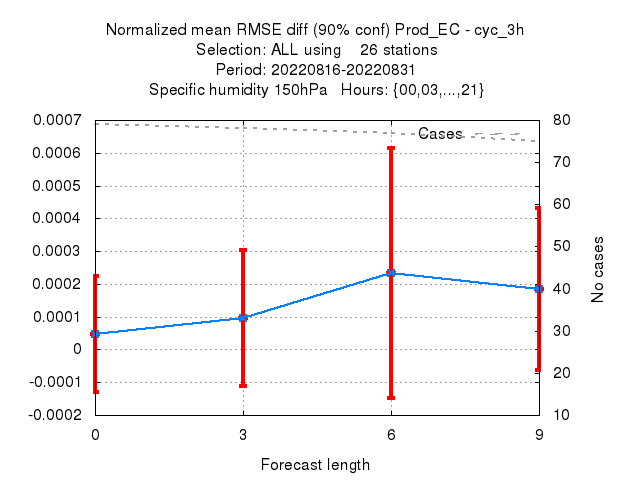 Normalized mean RMSE diff (90% conf) Prod_EC - cyc_3h
Selection: ALL using    26 stations
Period: 20220816-20220831
Specific humidity 150hPa   Hours: {00,03,...,21}
0.0007
0.0006
0.0005
0.0004
0.0003
0.0002
0.0001
0
-0.0001
-0.0002
80
70
60
50
40
30
20
10
No cases
Cases
0 3 6 9
Forecast length